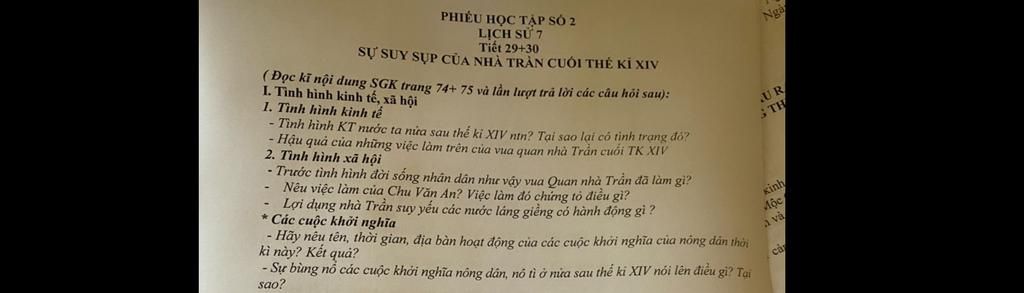 PHIẾU HỌC TẬP SỐ 2
LỊCH SỬ 7
Tiết 29+30
SỰ SUY SỤP CỦA NHÀ TRẦN CUỐI THẾ KỈ XIV
( Đọc kĩ nội dung SGK trang 74+ 75 và lần lượt trả lời các câu hỏi sau):
I. Tình hình kinh tế, xã hội
1. Tình hình kinh tế
- Tình hình KT nước ta nửa sau thế kỉ XIV ntn? Tại sao lại có tình trạng đó?
- Hậu quả của những việc làm trên của vua quan nhà Trần cuối TK XIV
2. Tình hình xã hội
- Trước tình hình đời sống nhân dân như vậy vua Quan nhà Trần đã làm gì?
- Nêu việc làm của Chu Văn An? Việc làm đó chứng tỏ điều gì?
- Lợi dụng nhà Trần suy yếu các nước láng giềng có hành động gì ?
* Các cuộc khởi nghĩa
- Hãy nêu tên, thời gian, địa bàn hoạt động của các cuộc khởi nghĩa của nông dân thời
kì này? Kết quả?
- Sự bùng nổ các cuộc khởi nghĩa nông dân, nô tì ở nửa sau thế kỉ XIV nói lên điều gì? Tại
sao?